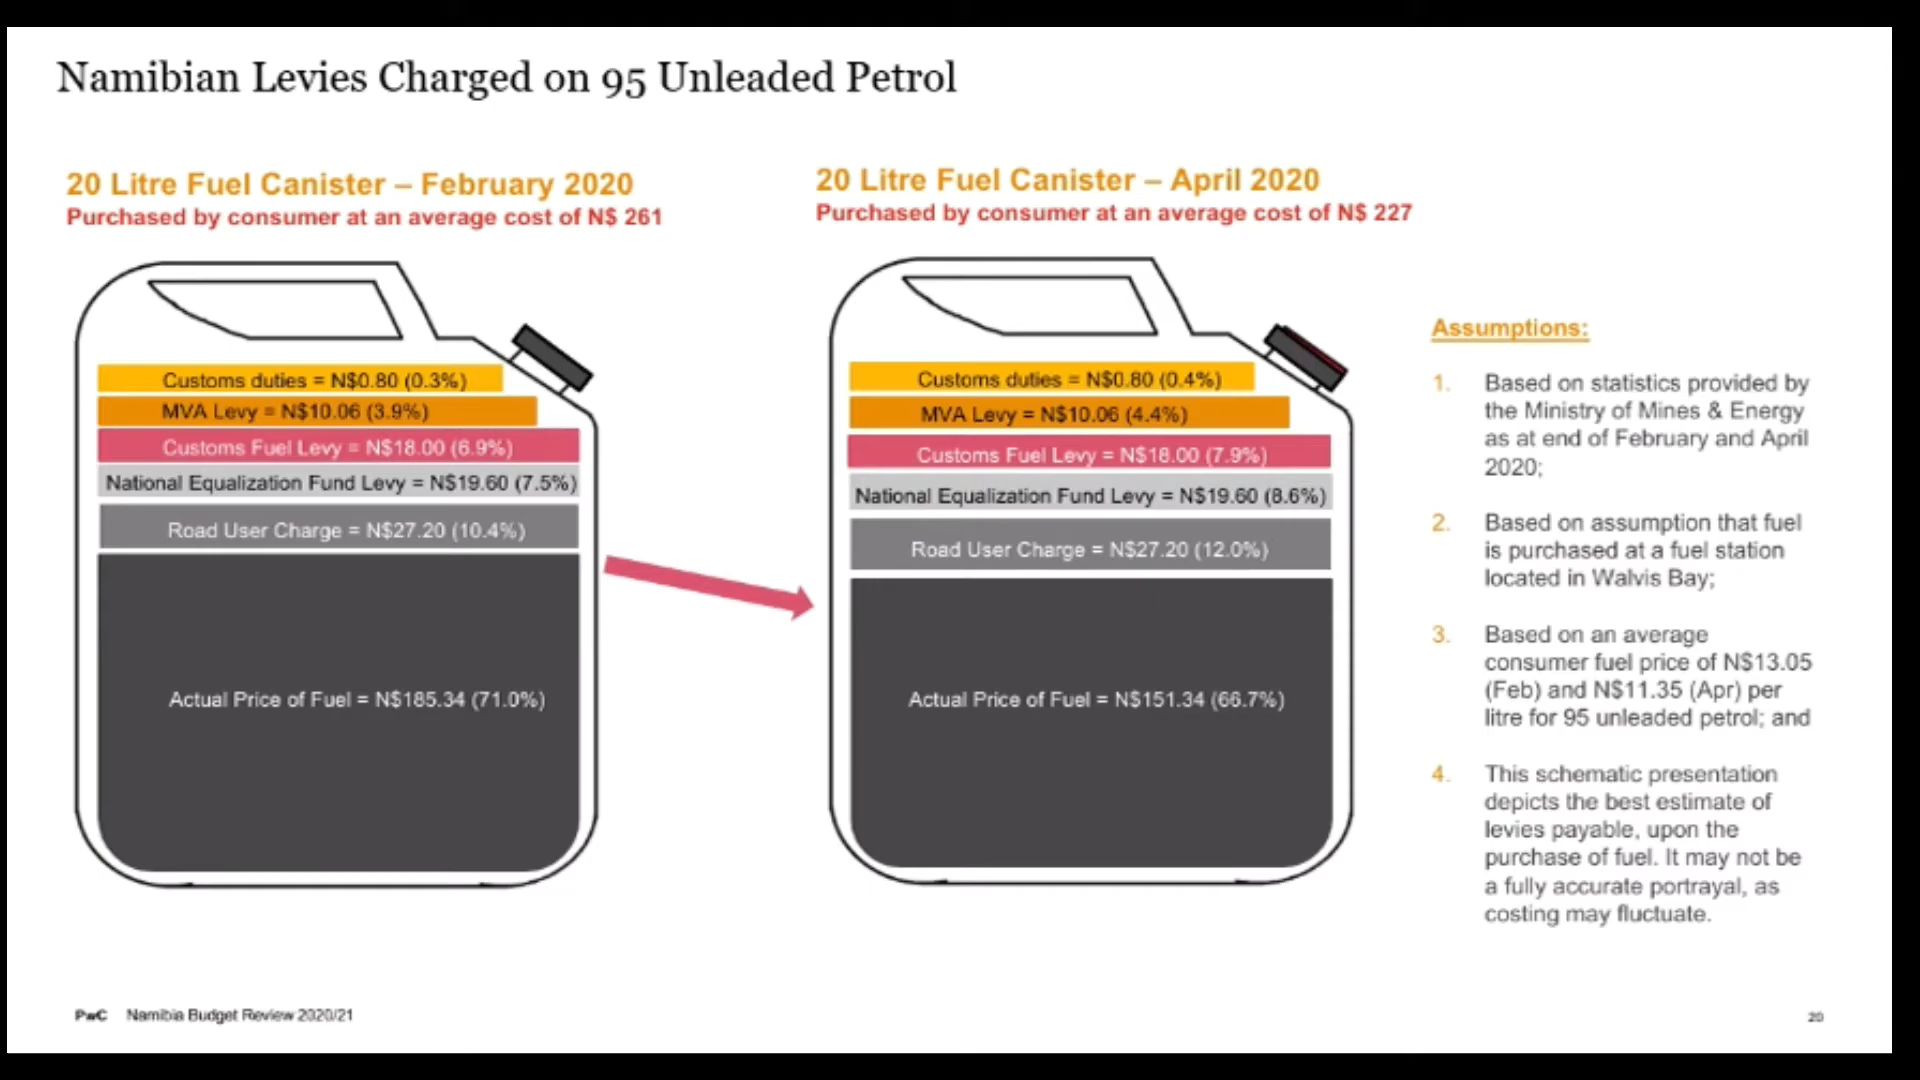 Namibian Levies Charged on 95 Unleaded Petrol
20 Litre Fuel Canister – February 2020
Purchased by consumer at an average cost of N$ 261
Customs duties = N$0.80 (0.3%)
MVA Levy = N$10.06 (3.9%)
Customs Fuel Levy = N$18.00 (6.9%)
National Equalization Fund Levy = N$19.60 (7.5%)
Road User Charge = N$27.20 (10.4%)
Actual Price of Fuel = N$185.34 (71.0%)
20 Litre Fuel Canister – April 2020
Purchased by consumer at an average cost of N$ 227
Customs duties = N$0.80 (0.4%)
MVA Levy = N$10.06 (4.4%)
Customs Fuel Levy = N$18.00 (7.9%)
National Equalization Fund Levy = N$19.60 (8.6%)
Road User Charge = N$27.20 (12.0%)
Actual Price of Fuel = N$151.34 (66.7%)
Assumptions:
1. Based on statistics provided by
the Ministry of Mines & Energy
as at end of February and April
2020;
2. Based on assumption that fuel
is purchased at a fuel station
located in Walvis Bay;
3. Based on an average
consumer fuel price of N$13.05
(Feb) and N$11.35 (Apr) per
litre for 95 unleaded petrol; and
4. This schematic presentation
depicts the best estimate of
levies payable, upon the
purchase of fuel. It may not be
a fully accurate portrayal, as
costing may fluctuate.
PwC Namibia Budget Review 2020/21
20